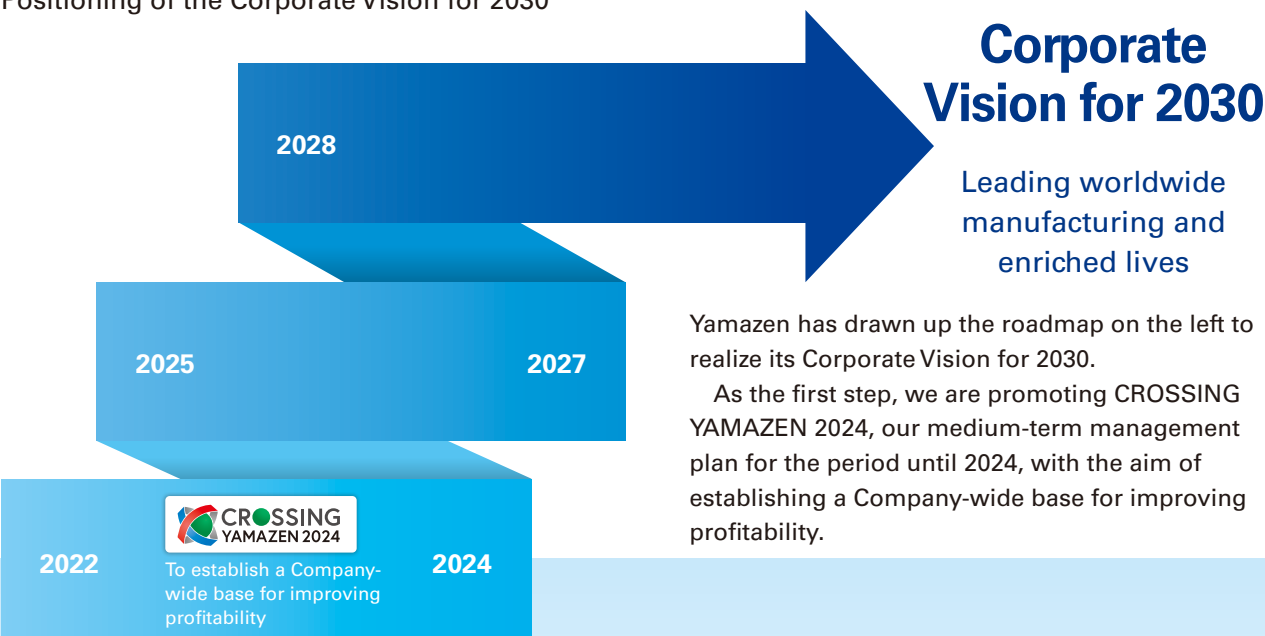 Positioning of the Corporate Vision for 2030
Corporate
Vision for 2030
Leading worldwide
manufacturing and
enriched lives
2028
2025
2027
Yamazen has drawn up the roadmap on the left to
realize its Corporate Vision for 2030.
As the first step, we are promoting CROSSING
YAMAZEN 2024, our medium-term management
plan for the period until 2024, with the aim of
establishing a Company-wide base for improving
profitability.
CROSSING
YAMAZEN 2024
2022
To establish a Company-
wide base for improving
profitability
2024